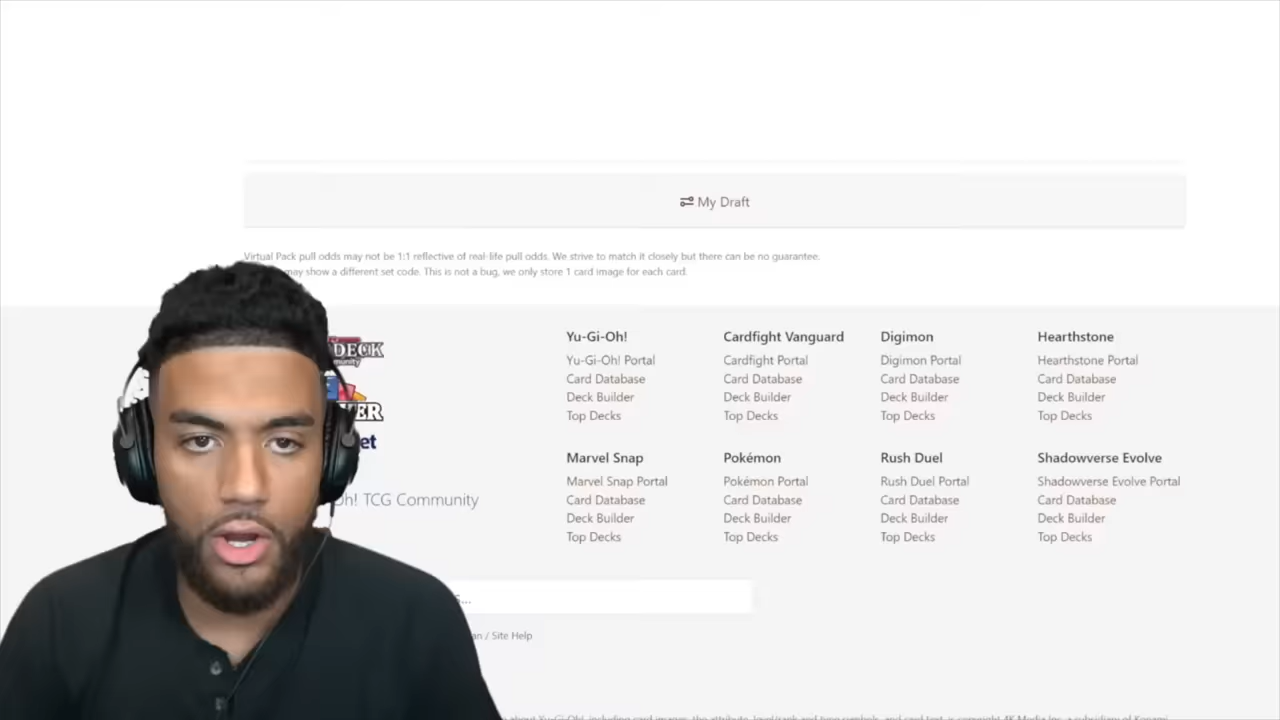 My Draft
Virtual Pack pull odds may not be 1:1 reflective of real-life pull odds. We strive to match it closely but there can be no guarantee.
may show a different set code. This is not a bug, we only store 1 card image for each card.
DECK
Yu-Gi-Oh!
Yu-Gi-Oh! Portal
Card Database
Deck Builder
Top Decks
Cardfight Vanguard
Cardfight Portal
Card Database
Deck Builder
Top Decks
Digimon
Digimon Portal
Card Database
Deck Builder
Top Decks
Hearthstone
Hearthstone Portal
Card Database
Deck Builder
Top Decks
Oh! TCG Community
Marvel Snap
Marvel Snap Portal
Card Database
Deck Builder
Top Decks
Pokémon
Pokémon Portal
Card Database
Deck Builder
Top Decks
Rush Duel
Rush Duel Portal
Card Database
Deck Builder
Top Decks
Shadowverse Evolve
Shadowverse Evolve Portal
Card Database
Deck Builder
Top Decks
/ Site Help